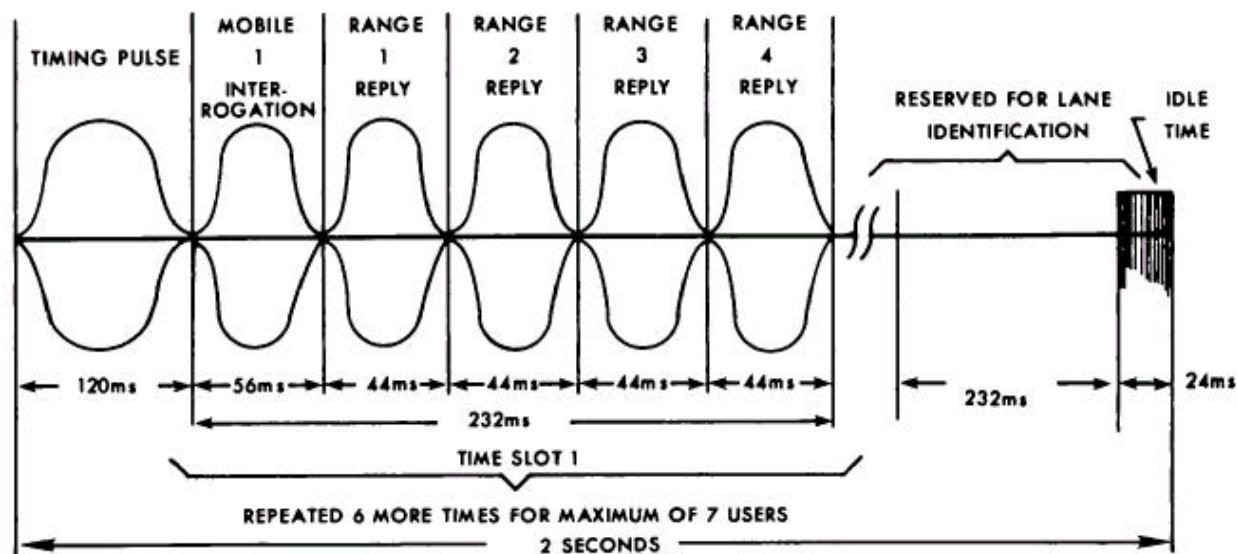 TIMING PULSE
MOBILE
1
INTER-
ROGATION
RANGE
1
REPLY
RANGE
2
REPLY
RANGE
3
REPLY
RANGE
4
REPLY
RESERVED FOR LANE
IDENTIFICATION
IDLE
TIME
120ms
56ms
44ms
44ms
44ms
44ms
232ms
24ms
232ms
TIME SLOT 1
REPEATED 6 MORE TIMES FOR MAXIMUM OF 7 USERS
2 SECONDS